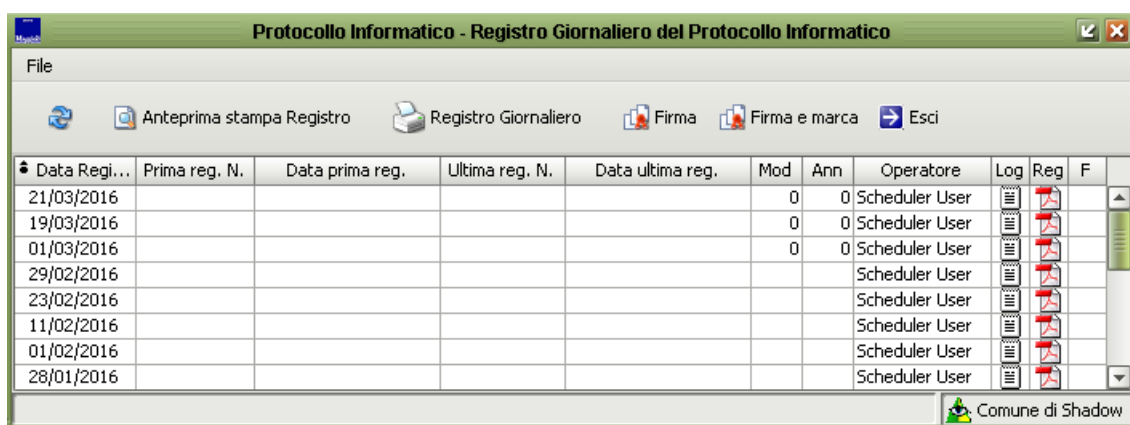 Protocollo Informatico - Registro Giornaliero del Protocollo Informatico
File
Anteprima stampa Registro Registro Giornaliero Firma Firma e marca Esci
Data Regi... Prima reg. N. Data prima reg. Ultima reg. N. Data ultima reg. Mod Ann Operatore Log Reg F
21/03/2016 0 0 Scheduler User
19/03/2016 0 0 Scheduler User
01/03/2016 0 0 Scheduler User
29/02/2016 Scheduler User
23/02/2016 Scheduler User
11/02/2016 Scheduler User
01/02/2016 Scheduler User
28/01/2016 Scheduler User
Comune di Shadow